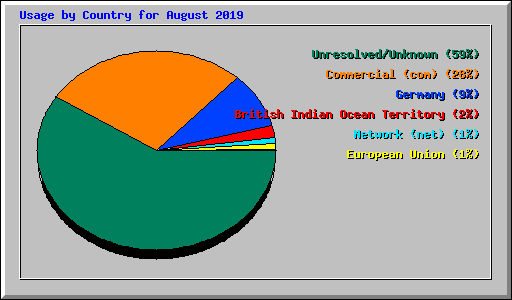 Usage by Country for August 2019
Unresolved/Unknown (59%)
Commercial (com) (28%)
Germany (9%)
British Indian Ocean Territory (2%)
Network (net) (1%)
European Union (1%)